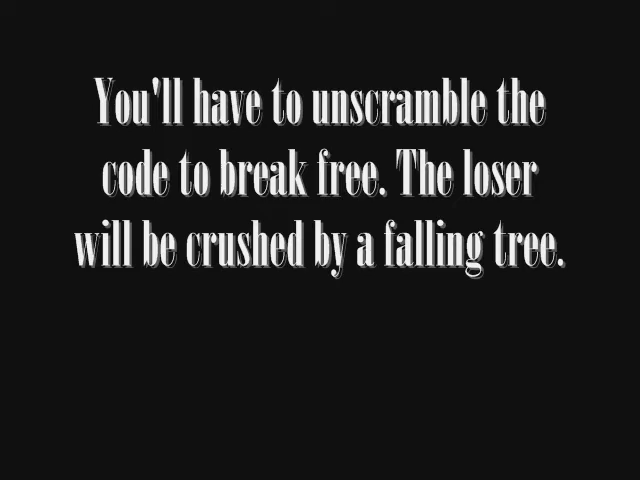 You'll have to unscramble the
code to break free. The loser
will be crushed by a falling tree.